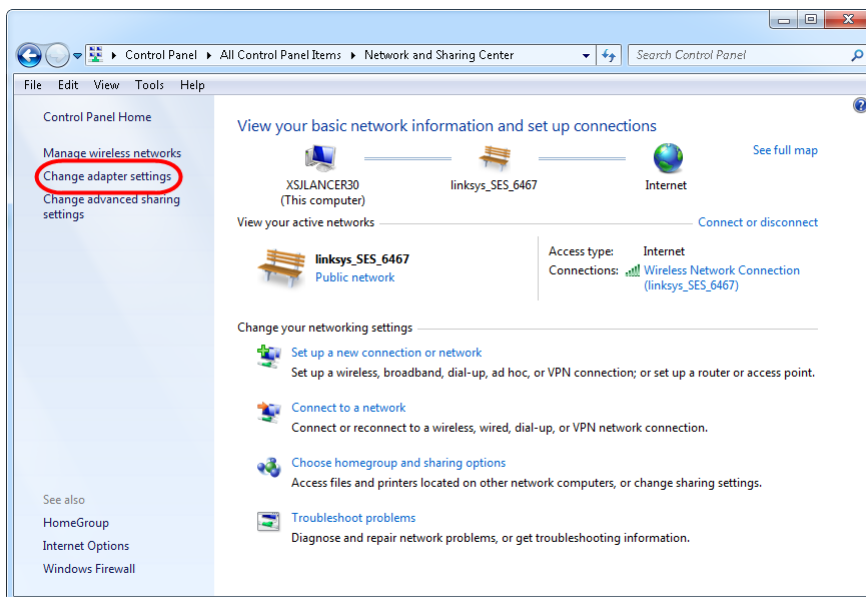 Control Panel ▸ All Control Panel Items ▸ Network and Sharing Center
Search Control Panel
File Edit View Tools Help
Control Panel Home
Manage wireless networks
Change adapter settings
Change advanced sharing
settings
See also
HomeGroup
Internet Options
Windows Firewall
View your basic network information and set up connections
See full map
XSJLANCER30
(This computer)
linksys_SES_6467
Internet
View your active networks
Connect or disconnect
linksys_SES_6467
Public network
Access type: Internet
Connections: Wireless Network Connection
(linksys_SES_6467)
Change your networking settings
Set up a new connection or network
Set up a wireless, broadband, dial-up, ad hoc, or VPN connection; or set up a router or access point.
Connect to a network
Connect or reconnect to a wireless, wired, dial-up, or VPN network connection.
Choose homegroup and sharing options
Access files and printers located on other network computers, or change sharing settings.
Troubleshoot problems
Diagnose and repair network problems, or get troubleshooting information.